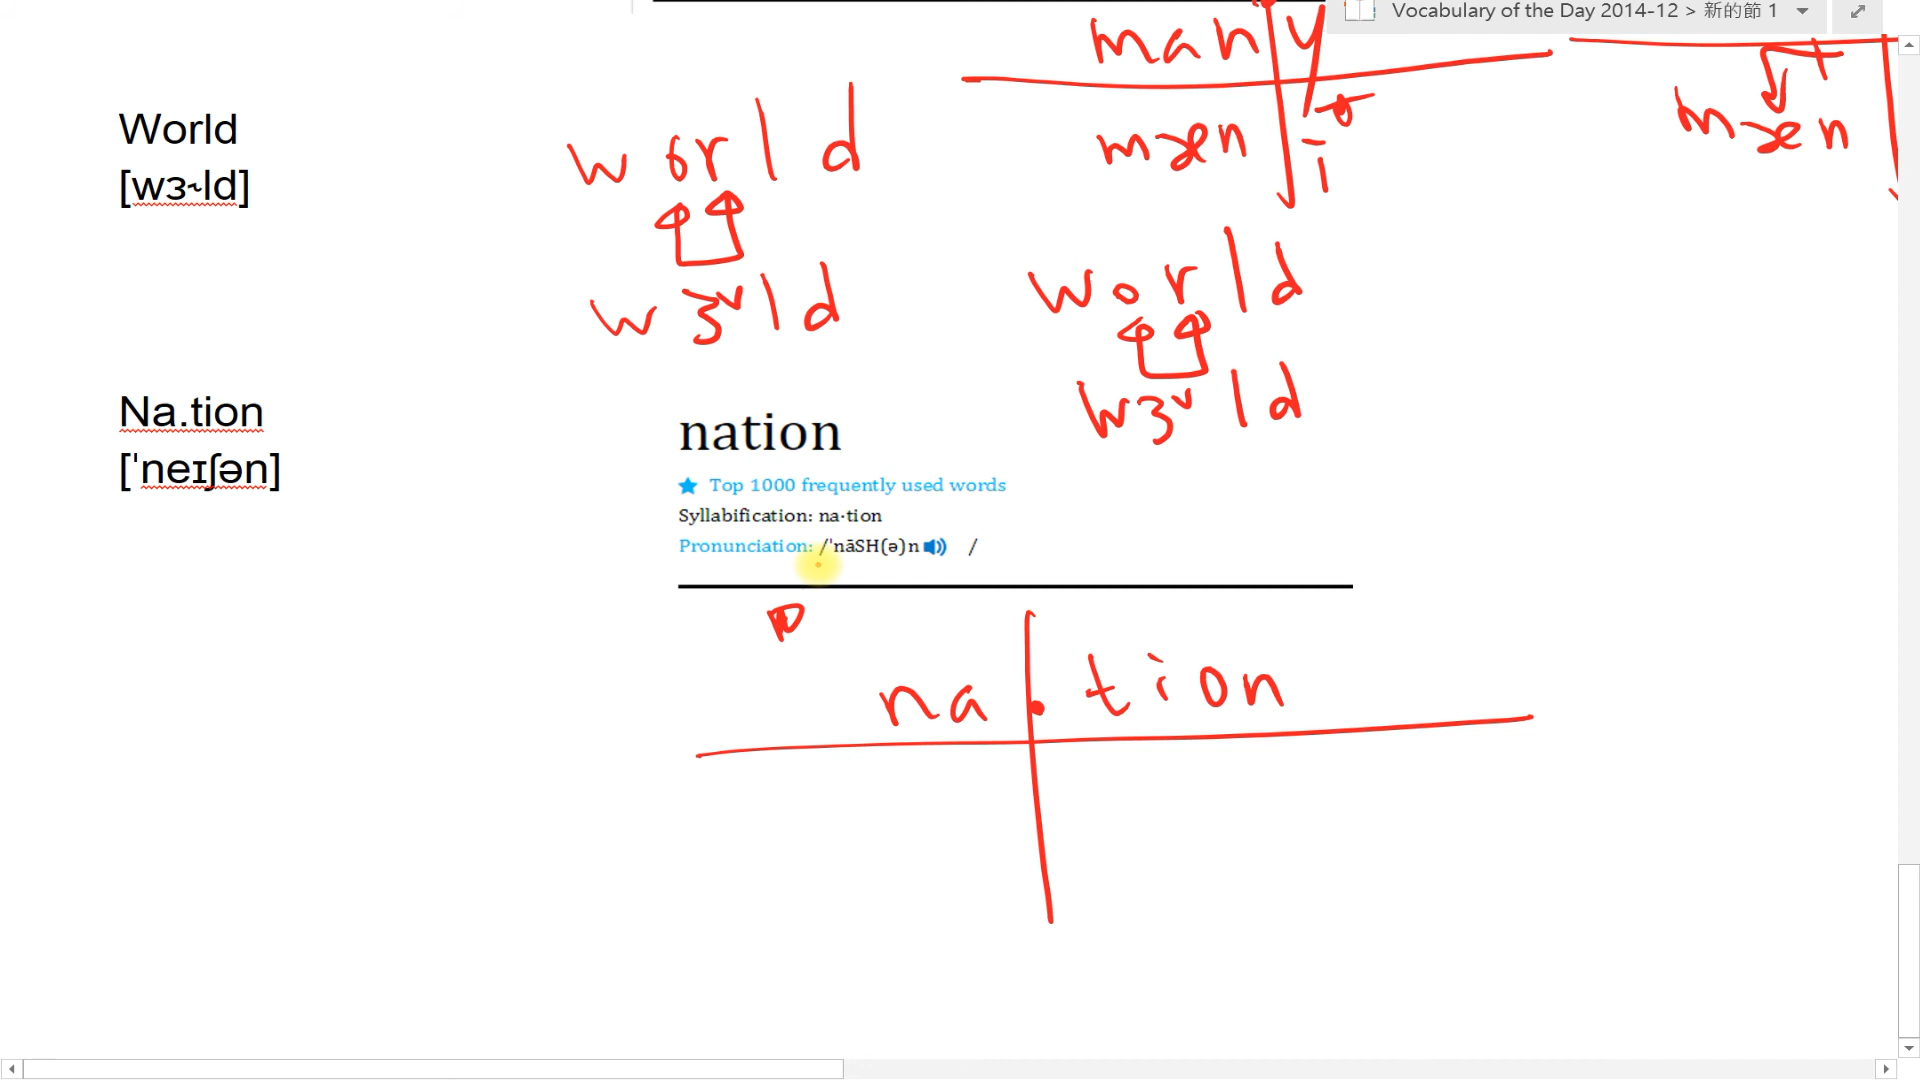 Vocabulary of the Day 2014-12 > 新的節 1
many
mæn
i
mæn
World
[wɝld]
world
wɝld
world
wɝld
Na.tion
[ˈneɪʃən]
nation
Top 1000 frequently used words
Syllabification: na·tion
Pronunciation: /ˈnāSH(ə)n /
na.tion